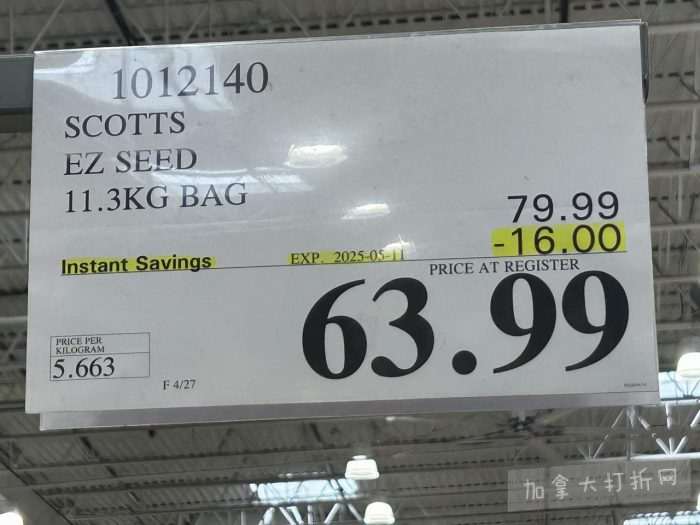 1012140
SCOTTS
EZ SEED
11.3KG BAG
79.99
-16.00
Instant Savings
EXP. 2025-05-11
PRICE AT REGISTER
63.99
PRICE PER
KILOGRAM
5.663
F 4/27
加拿大打折网